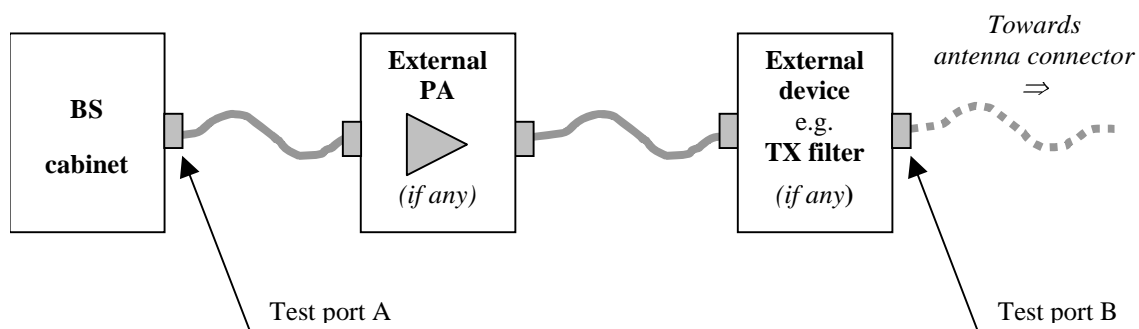 BS
cabinet
External
PA
(if any)
External
device
e.g.
TX filter
(if any)
Towards
antenna connector
⇒
Test port A
Test port B